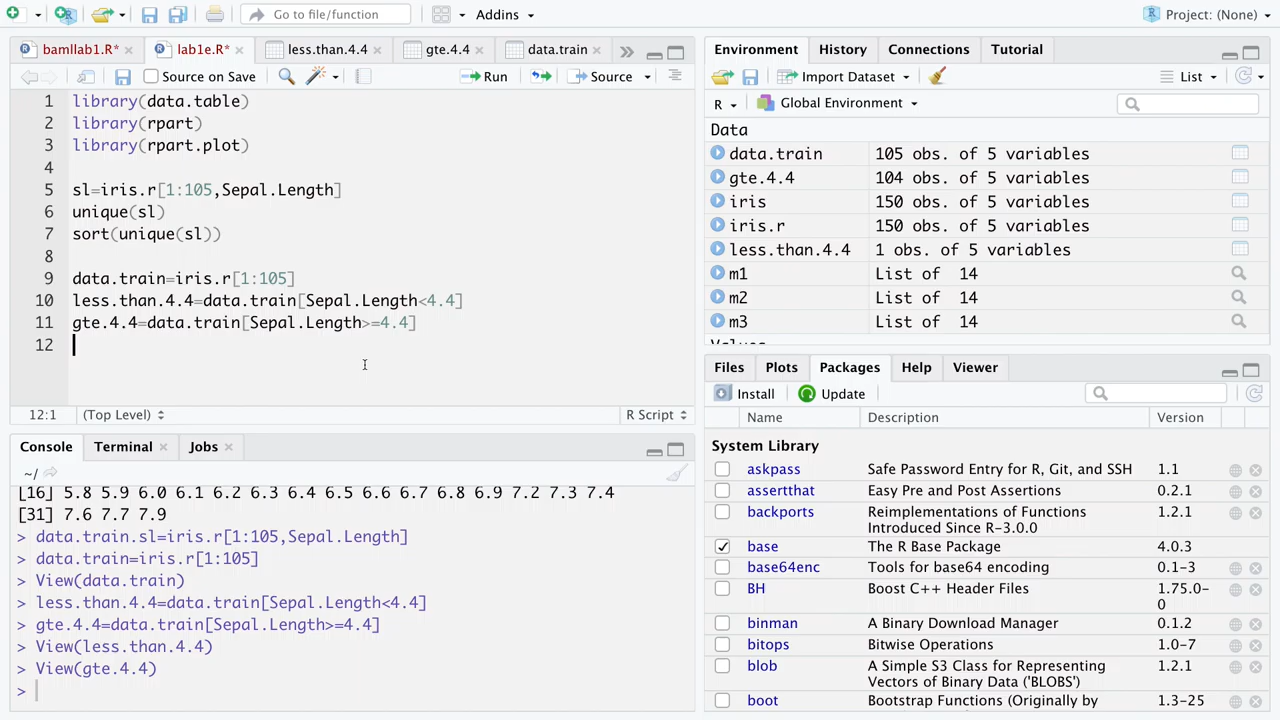 Go to file/function
Addins
Project: (None)
bamllab1.R*
lab1e.R*
less.than.4.4
gte.4.4
data.train
Source on Save
Run
Source
1 library(data.table)
2 library(rpart)
3 library(rpart.plot)
4
5 sl=iris.r[1:105,Sepal.Length]
6 unique(sl)
7 sort(unique(sl))
8
9 data.train=iris.r[1:105]
10 less.than.4.4=data.train[Sepal.Length<4.4]
11 gte.4.4=data.train[Sepal.Length>=4.4]
12
12:1 (Top Level) R Script
Console Terminal Jobs
~/
[16] 5.8 5.9 6.0 6.1 6.2 6.3 6.4 6.5 6.6 6.7 6.8 6.9 7.2 7.3 7.4
[31] 7.6 7.7 7.9
> data.train.sl=iris.r[1:105,Sepal.Length]
> data.train=iris.r[1:105]
> View(data.train)
> less.than.4.4=data.train[Sepal.Length<4.4]
> gte.4.4=data.train[Sepal.Length>=4.4]
> View(less.than.4.4)
> View(gte.4.4)
>
Environment History Connections Tutorial
Import Dataset List
R Global Environment
Data
data.train 105 obs. of 5 variables
gte.4.4 104 obs. of 5 variables
iris 150 obs. of 5 variables
iris.r 150 obs. of 5 variables
less.than.4.4 1 obs. of 5 variables
m1 List of 14
m2 List of 14
m3 List of 14
Files Plots Packages Help Viewer
Install Update
Name Description Version
System Library
askpass Safe Password Entry for R, Git, and SSH 1.1
assertthat Easy Pre and Post Assertions 0.2.1
backports Reimplementations of Functions Introduced Since R-3.0.0 1.2.1
base The R Base Package 4.0.3
base64enc Tools for base64 encoding 0.1-3
BH Boost C++ Header Files 1.75.0-0
binman A Binary Download Manager 0.1.2
bitops Bitwise Operations 1.0-7
blob A Simple S3 Class for Representing Vectors of Binary Data ('BLOBS') 1.2.1
boot Bootstrap Functions (Originally by 1.3-25